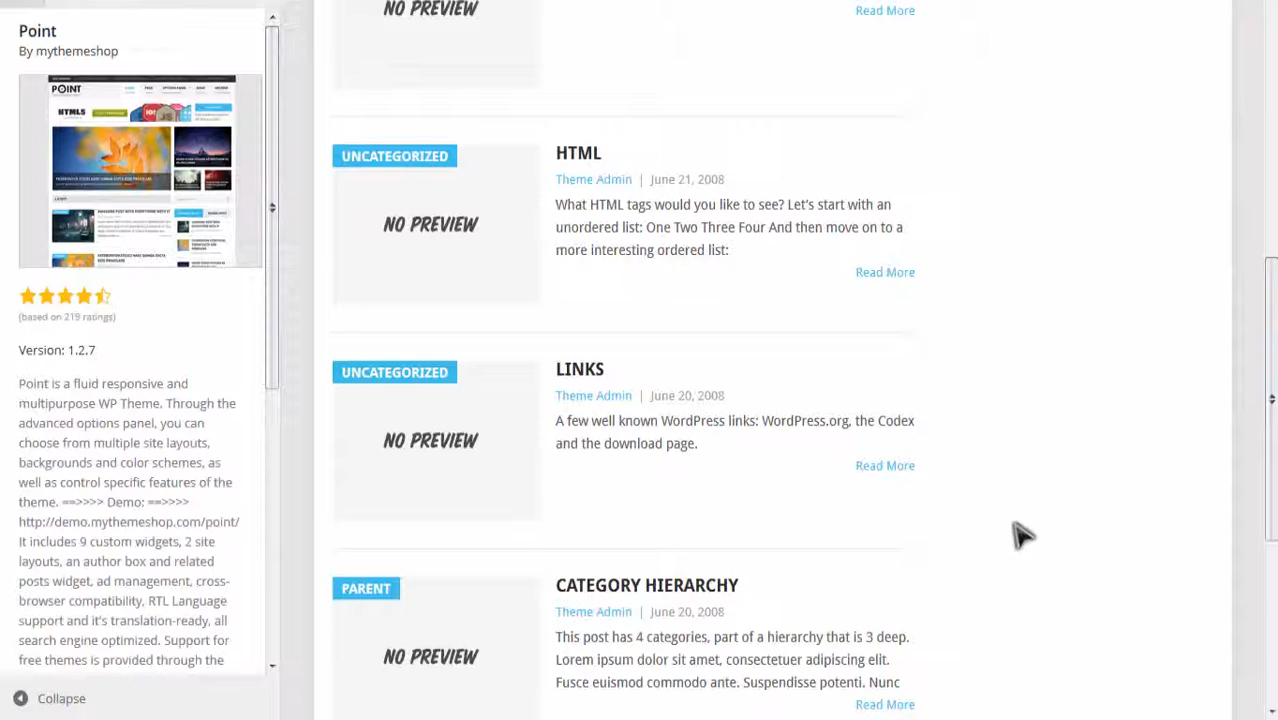 Point
By mythemeshop
POINT
HTML5
(based on 219 ratings)
Version: 1.2.7
Point is a fluid responsive and
multipurpose WP Theme. Through the
advanced options panel, you can
choose from multiple site layouts,
backgrounds and color schemes, as
well as control specific features of the
theme. ==>>>> Demo: ==>>>>
http://demo.mythemeshop.com/point/
It includes 9 custom widgets, 2 site
layouts, an author box and related
posts widget, ad management, cross-
browser compatibility, RTL Language
support and it's translation-ready, all
search engine optimized. Support for
free themes is provided through the
Collapse
NO PREVIEW
Read More
UNCATEGORIZED
NO PREVIEW
HTML
Theme Admin | June 21, 2008
What HTML tags would you like to see? Let's start with an
unordered list: One Two Three Four And then move on to a
more interesting ordered list:
Read More
UNCATEGORIZED
NO PREVIEW
LINKS
Theme Admin | June 20, 2008
A few well known WordPress links: WordPress.org, the Codex
and the download page.
Read More
PARENT
NO PREVIEW
CATEGORY HIERARCHY
Theme Admin | June 20, 2008
This post has 4 categories, part of a hierarchy that is 3 deep.
Lorem ipsum dolor sit amet, consectetuer adipiscing elit.
Fusce euismod commodo ante. Suspendisse potenti. Nunc
Read More